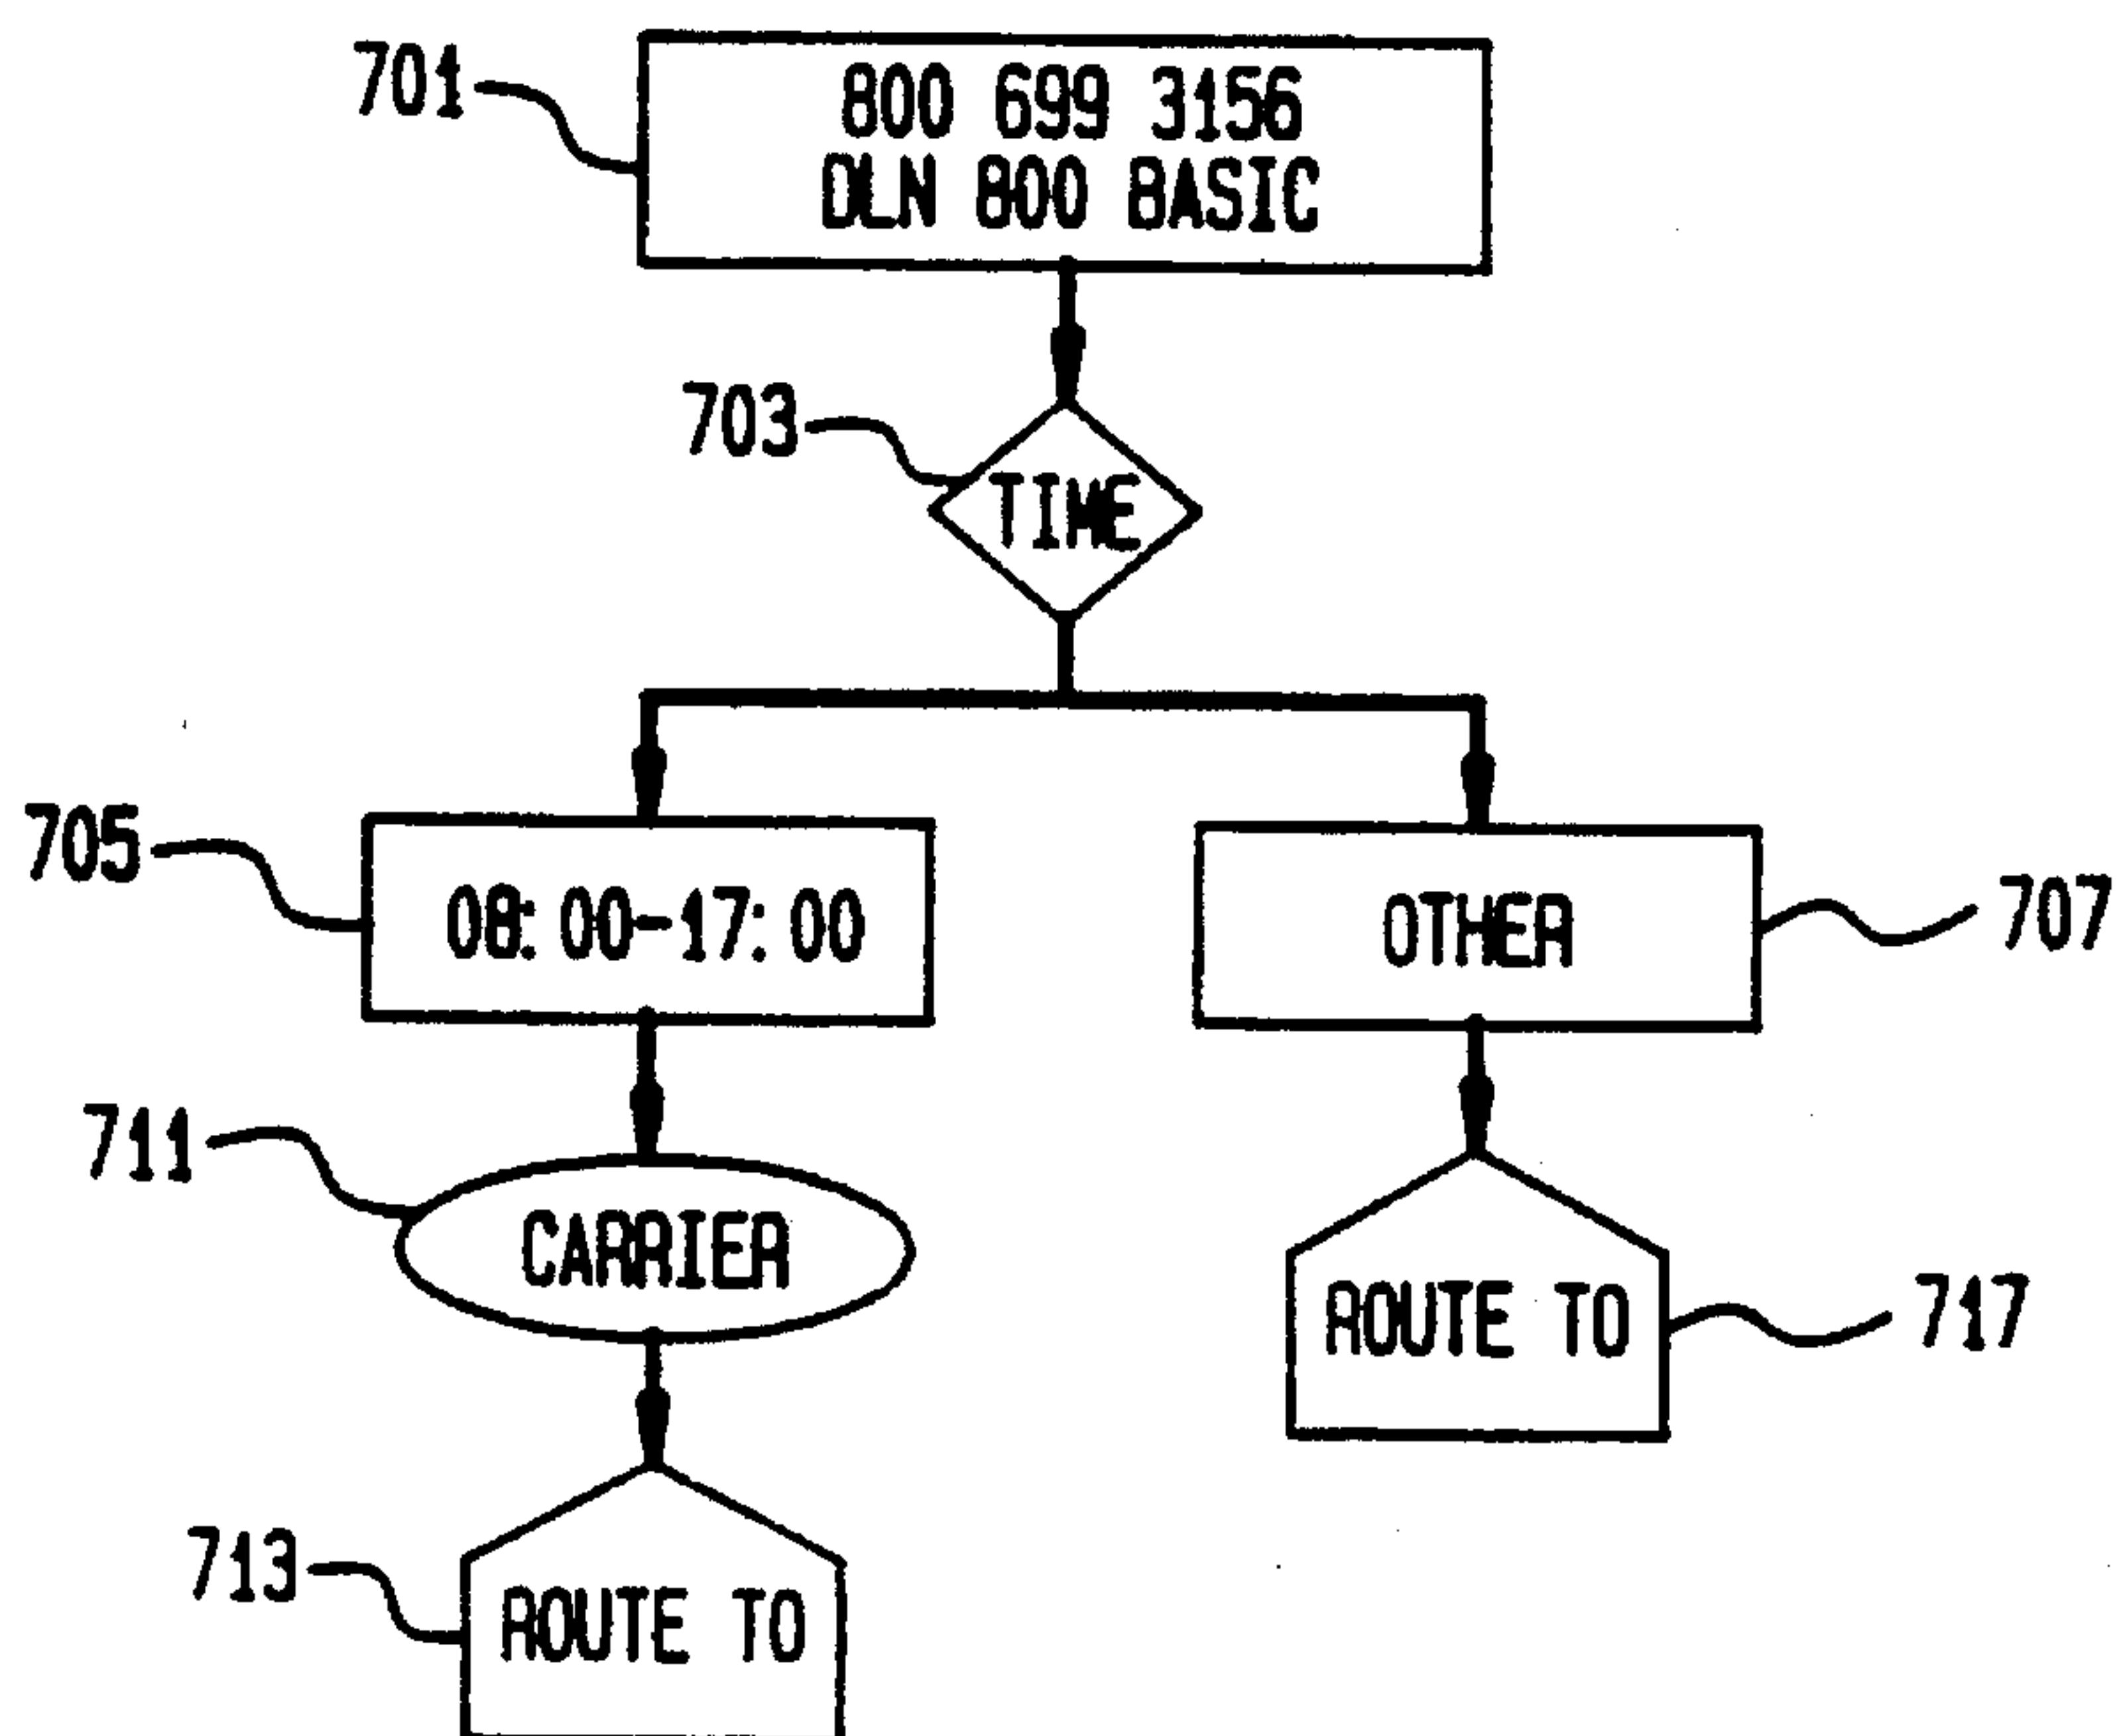 701
800 699 3156
DLN 800 BASIC
703
TIME
705
08:00-17:00
OTHER
707
711
CARRIER
ROUTE TO
717
713
ROUTE TO